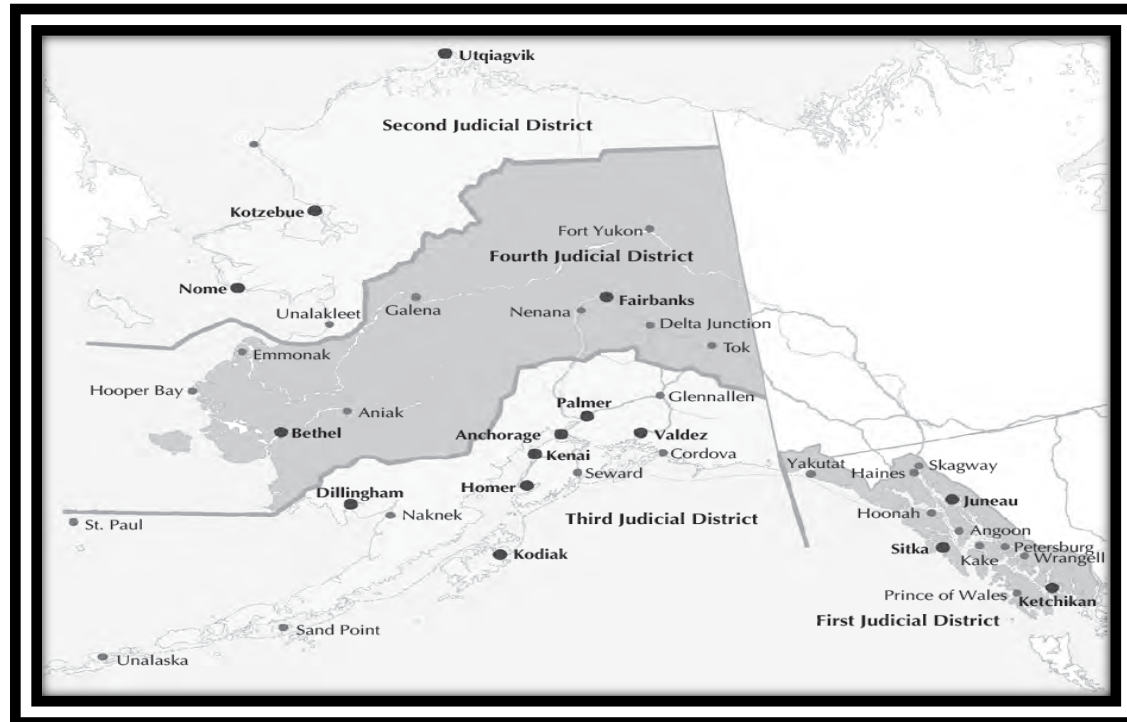 Utqiagvik
Second Judicial District
Kotzebue
Fort Yukon
Fourth Judicial District
Nome
Unalakleet
Galena
Nenana
Fairbanks
Delta Junction
Tok
Emmonak
Hooper Bay
Aniak
Bethel
Palmer
Glennallen
Anchorage
Valdez
Kenai
Cordova
Seward
Homer
Dillingham
Naknek
St. Paul
Third Judicial District
Kodiak
Sand Point
Unalaska
Yakutat
Haines
Skagway
Juneau
Hoonah
Angoon
Sitka
Kake
Petersburg
Wrangell
Prince of Wales
Ketchikan
First Judicial District